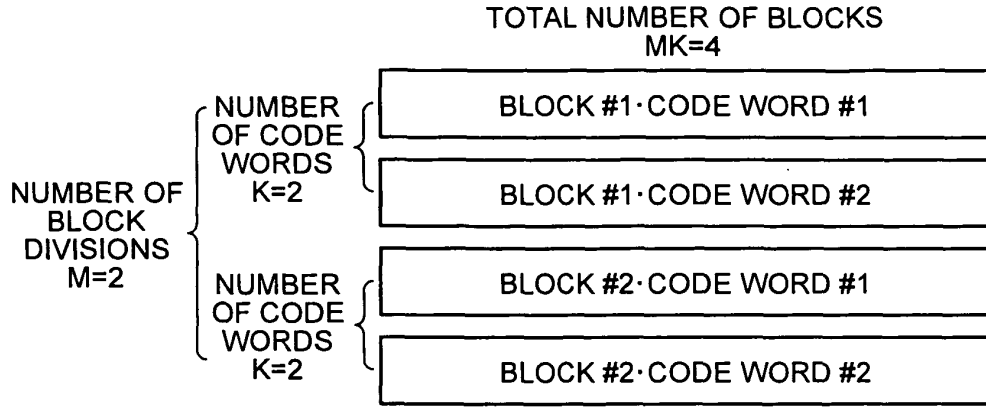 TOTAL NUMBER OF BLOCKS
MK=4
NUMBER OF
BLOCK
DIVISIONS
M=2
NUMBER
OF CODE
WORDS
K=2
BLOCK #1·CODE WORD #1
BLOCK #1·CODE WORD #2
NUMBER
OF CODE
WORDS
K=2
BLOCK #2·CODE WORD #1
BLOCK #2·CODE WORD #2